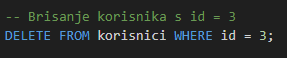 -- Brisanje korisnika s id = 3
DELETE FROM korisnici WHERE id = 3;